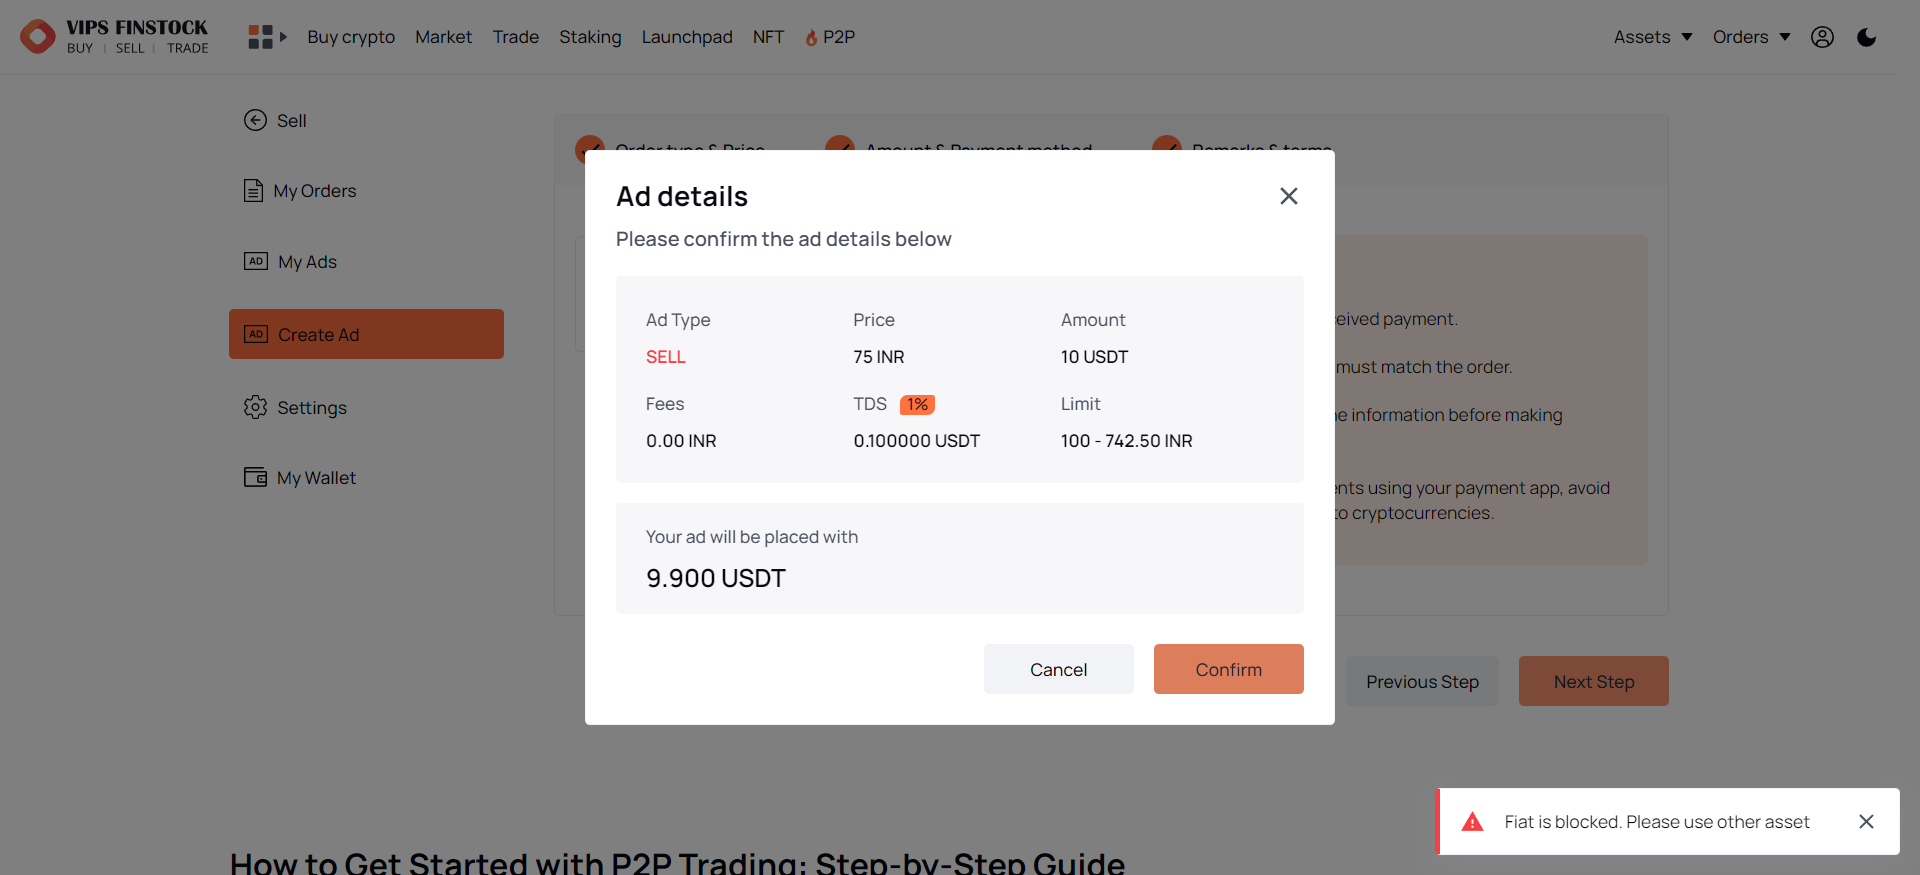 VIPS FINSTOCK
BUY | SELL | TRADE
Buy crypto Market Trade Staking Launchpad NFT P2P
Assets Orders
Sell
My Orders
AD My Ads
AD Create Ad
Settings
My Wallet
Order type & Price Amount & Payment method Remarks & terms
Ad details
Please confirm the ad details below
Ad Type Price Amount
SELL 75 INR 10 USDT
Fees TDS 1% Limit
0.00 INR 0.100000 USDT 100 - 742.50 INR
Your ad will be placed with
9.900 USDT
Cancel Confirm
payment.
must match the order.
information before making
using your payment app, avoid
cryptocurrencies.
Previous Step Next Step
Fiat is blocked. Please use other asset
How to Get Started with P2P Trading: Step-by-Step Guide